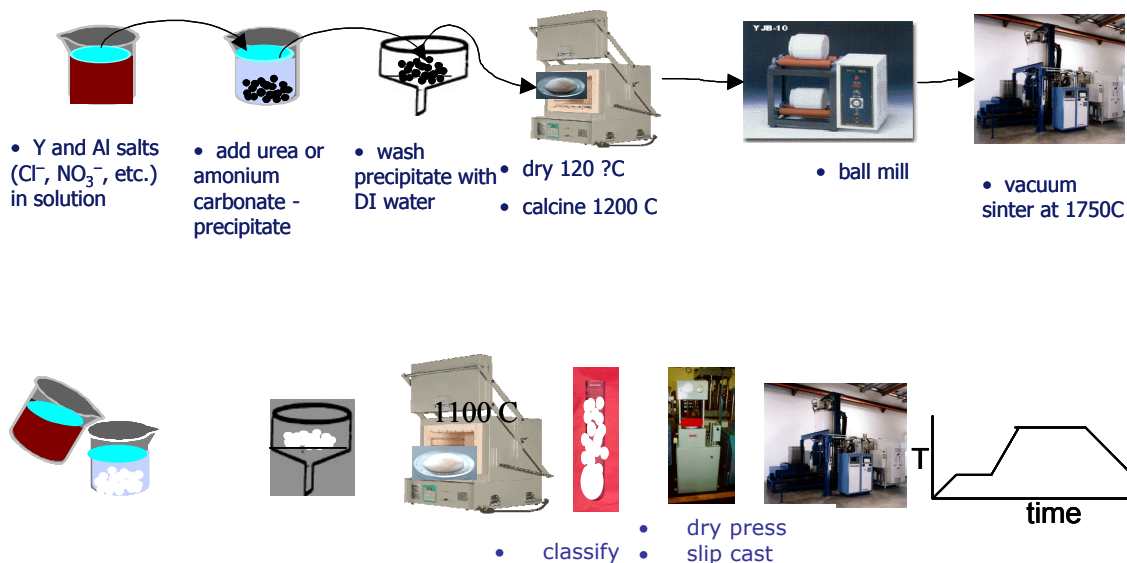 YJB-10
• Y and Al salts
(Cl⁻, NO₃⁻, etc.)
in solution
• add urea or
amonium
carbonate -
precipitate
• wash
precipitate with
DI water
• dry 120 ?C
• calcine 1200 C
• ball mill
• vacuum
sinter at 1750C
1100 C
T
time
• classify
• dry press
• slip cast